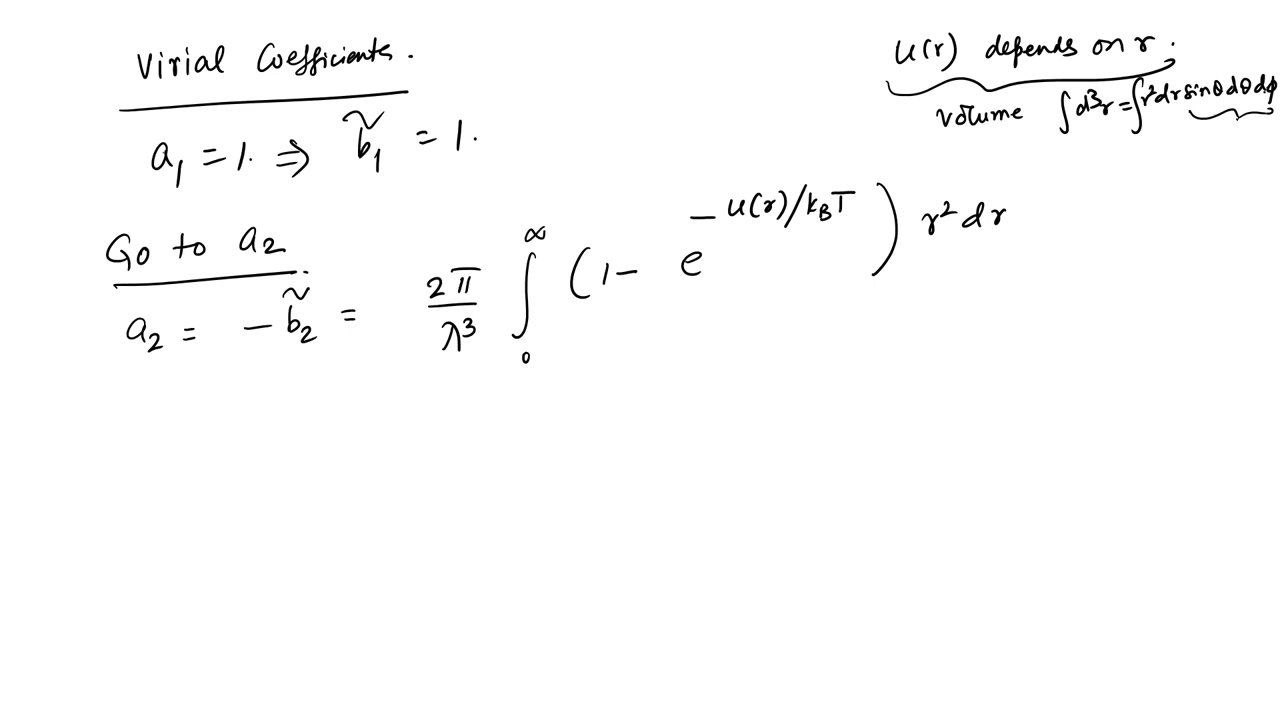 Virial Coefficients.
u(r) depends on r.
volume ∫d³r = ∫r²dr sinθdθdφ
a₁ = 1. ⇒ b̃₁ = 1.
Go to a₂
a₂ = − b̃₂ = 2π/λ³ ∫₀^∞ (1 − e^(−u(r)/k_BT)) r² dr